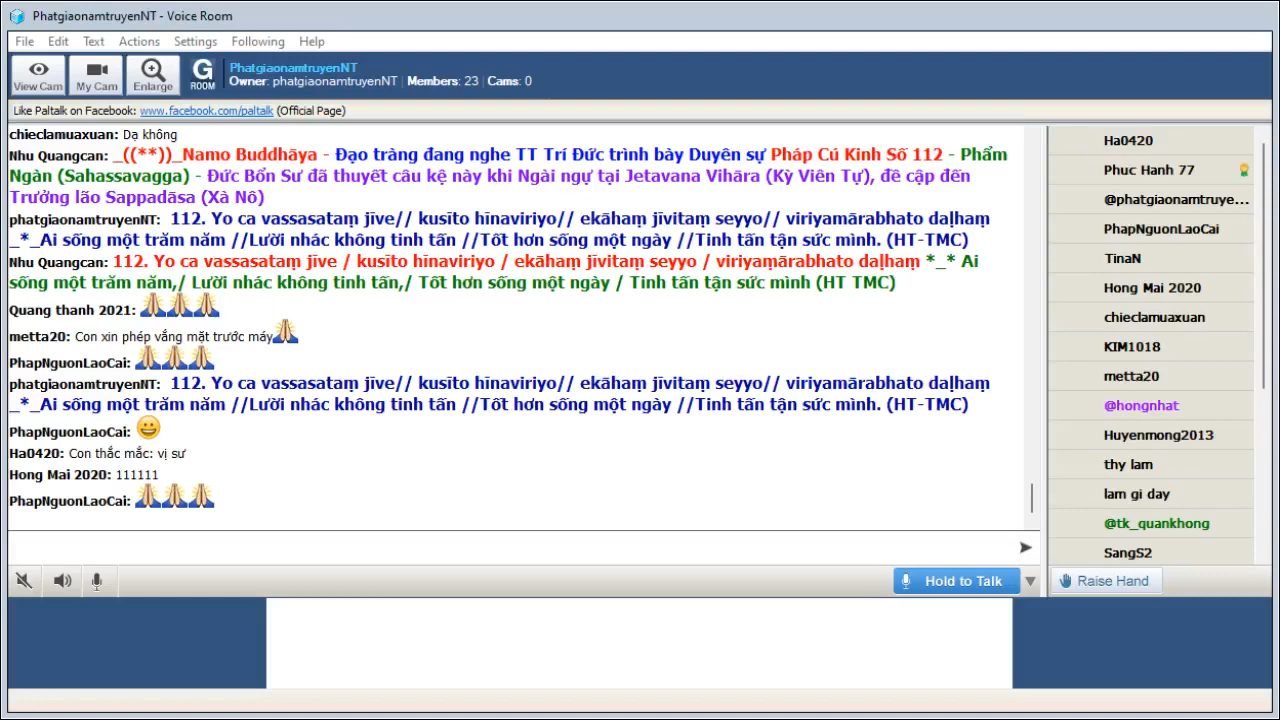 PhatgiaonamtruyenNT - Voice Room
File Edit Text Actions Settings Following Help
View Cam My Cam Enlarge G ROOM
PhatgiaonamtruyenNT
Owner: phatgiaonamtruyenNT | Members: 23 | Cams: 0
Like Paltalk on Facebook: www.facebook.com/paltalk (Official Page)
chieclamuaxuan: Dạ không
Nhu Quangcan: _((**))_Namo Buddhāya - Đạo tràng đang nghe TT Trí Đức trình bày Duyên sự Pháp Cú Kinh Số 112 - Phẩm
Ngàn (Sahassavagga) - Đức Bổn Sư đã thuyết câu kệ này khi Ngài ngự tại Jetavana Vihāra (Kỳ Viên Tự), đề cập đến
Trưởng lão Sappadāsa (Xà Nô)
phatgiaonamtruyenNT: 112. Yo ca vassasataṃ jīve// kusīto hīnaviriyo// ekāhaṃ jīvitaṃ seyyo// viriyamārabhato daḷhaṃ
_*_Ai sống một trăm năm //Lười nhác không tinh tấn //Tốt hơn sống một ngày //Tinh tấn tận sức mình. (HT-TMC)
Nhu Quangcan: 112. Yo ca vassasataṃ jīve / kusīto hīnaviriyo / ekāhaṃ jīvitaṃ seyyo / viriyaṃārabhato daḷhaṃ *_* Ai
sống một trăm năm,/ Lười nhác không tinh tấn,/ Tốt hơn sống một ngày / Tinh tấn tận sức mình (HT TMC)
Quang thanh 2021:
metta20: Con xin phép vắng mặt trước máy
PhapNguonLaoCai:
phatgiaonamtruyenNT: 112. Yo ca vassasataṃ jīve// kusīto hīnaviriyo// ekāhaṃ jīvitaṃ seyyo// viriyamārabhato daḷhaṃ
_*_Ai sống một trăm năm //Lười nhác không tinh tấn //Tốt hơn sống một ngày //Tinh tấn tận sức mình. (HT-TMC)
PhapNguonLaoCai:
Ha0420: Con thắc mắc: vị sư
Hong Mai 2020: 111111
PhapNguonLaoCai:
Hold to Talk
Ha0420
Phuc Hanh 77
@phatgiaonamtruye...
PhapNguonLaoCai
TinaN
Hong Mai 2020
chieclamuaxuan
KIM1018
metta20
@hongnhat
Huyenmong2013
thy lam
lam gi day
@tk_quankhong
SangS2
Raise Hand